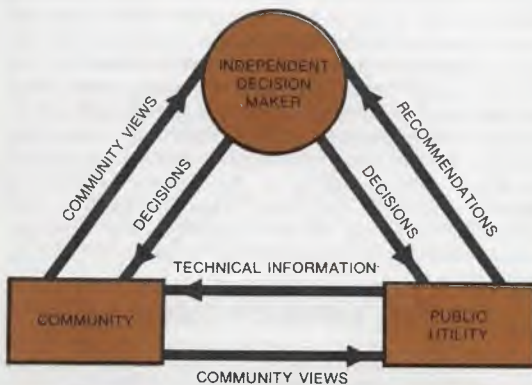 INDEPENDENT
DECISION
MAKER
COMMUNITY VIEWS
DECISIONS
DECISIONS
RECOMMENDATIONS
TECHNICAL INFORMATION
COMMUNITY
PUBLIC
UTILITY
COMMUNITY VIEWS